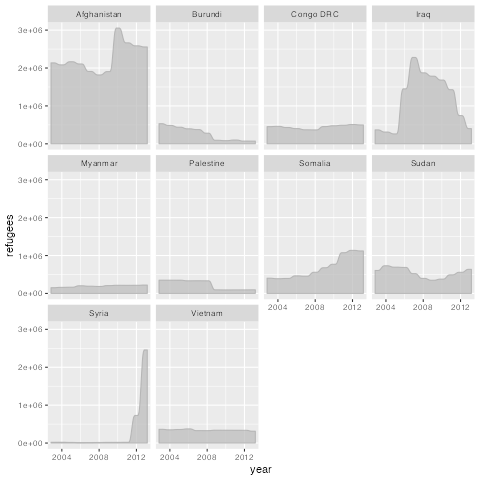 Afghanistan Burundi Congo DRC Iraq
3e+06
2e+06
1e+06
0e+00
Myanmar Palestine Somalia Sudan
3e+06
2e+06
1e+06
0e+00
2004 2008 2012 2004 2008 2012
Syria Vietnam
3e+06
2e+06
1e+06
0e+00
2004 2008 2012 2004 2008 2012
refugees
year